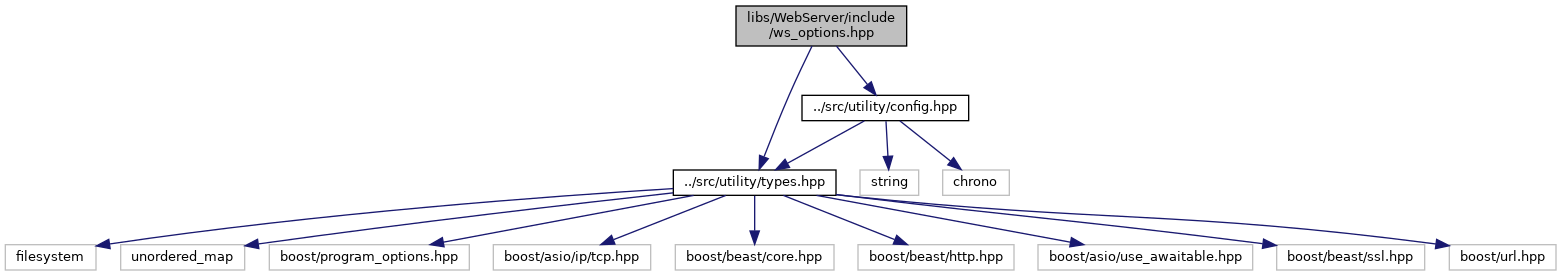 libs/WebServer/include
/ws_options.hpp
../src/utility/config.hpp
../src/utility/types.hpp
string
chrono
filesystem
unordered_map
boost/program_options.hpp
boost/asio/ip/tcp.hpp
boost/beast/core.hpp
boost/beast/http.hpp
boost/asio/use_awaitable.hpp
boost/beast/ssl.hpp
boost/url.hpp